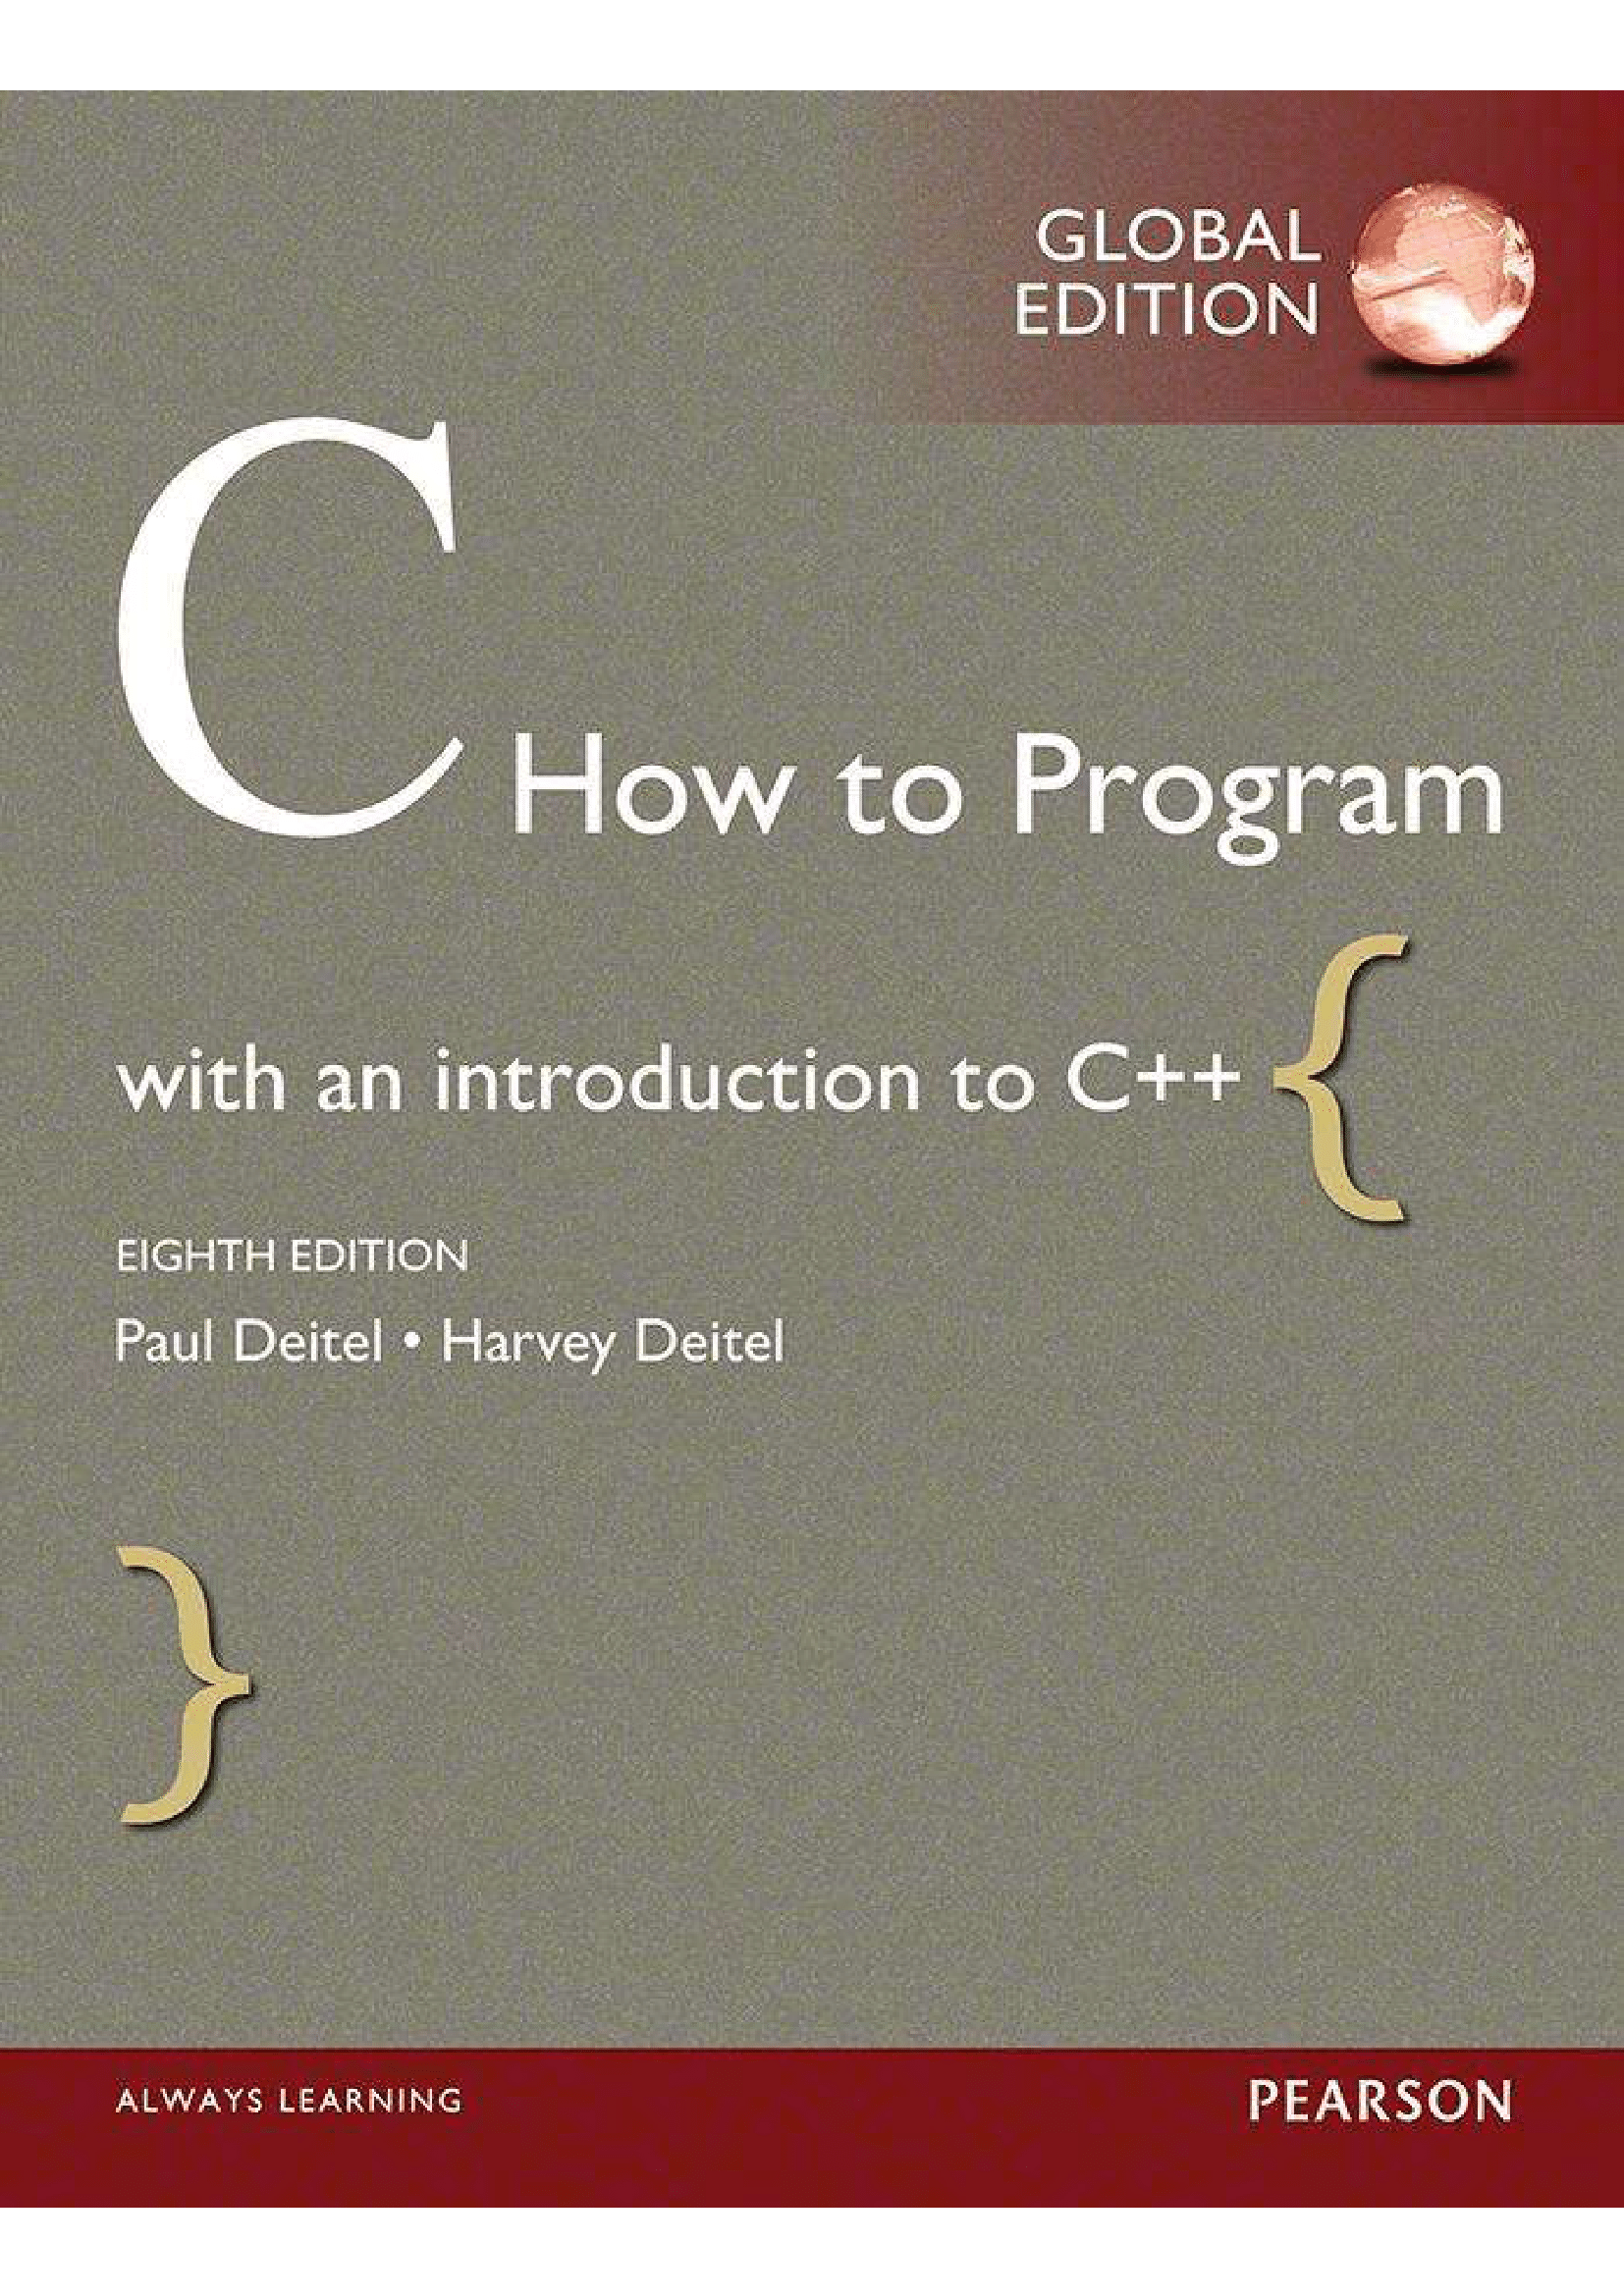 GLOBAL
EDITION
C How to Program
with an introduction to C++ {
EIGHTH EDITION
Paul Deitel • Harvey Deitel
}
ALWAYS LEARNING
PEARSON